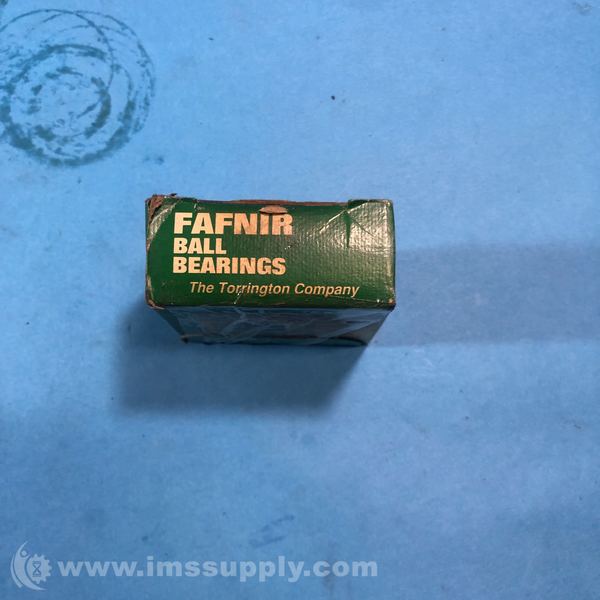 FAFNIR
BALL
BEARINGS
The Torrington Company
www.imssupply.com